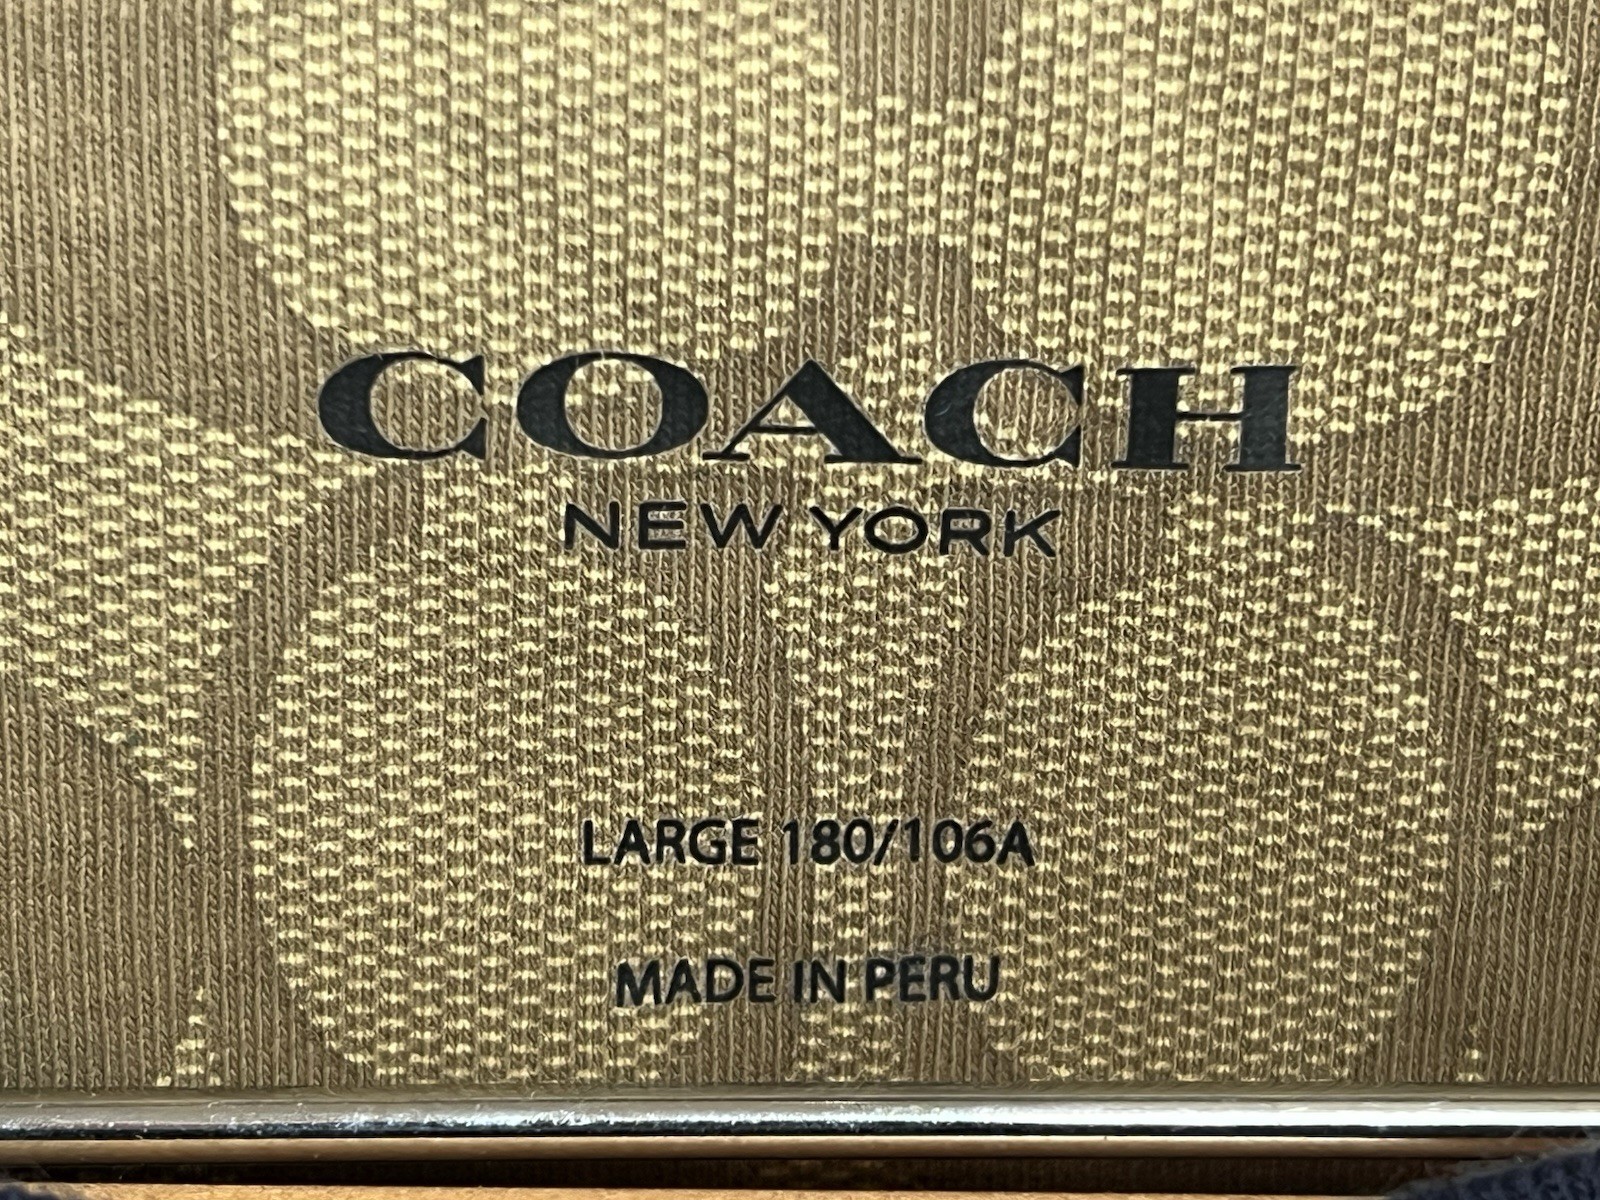 COACH
NEW YORK
LARGE 180/106A
MADE IN PERU